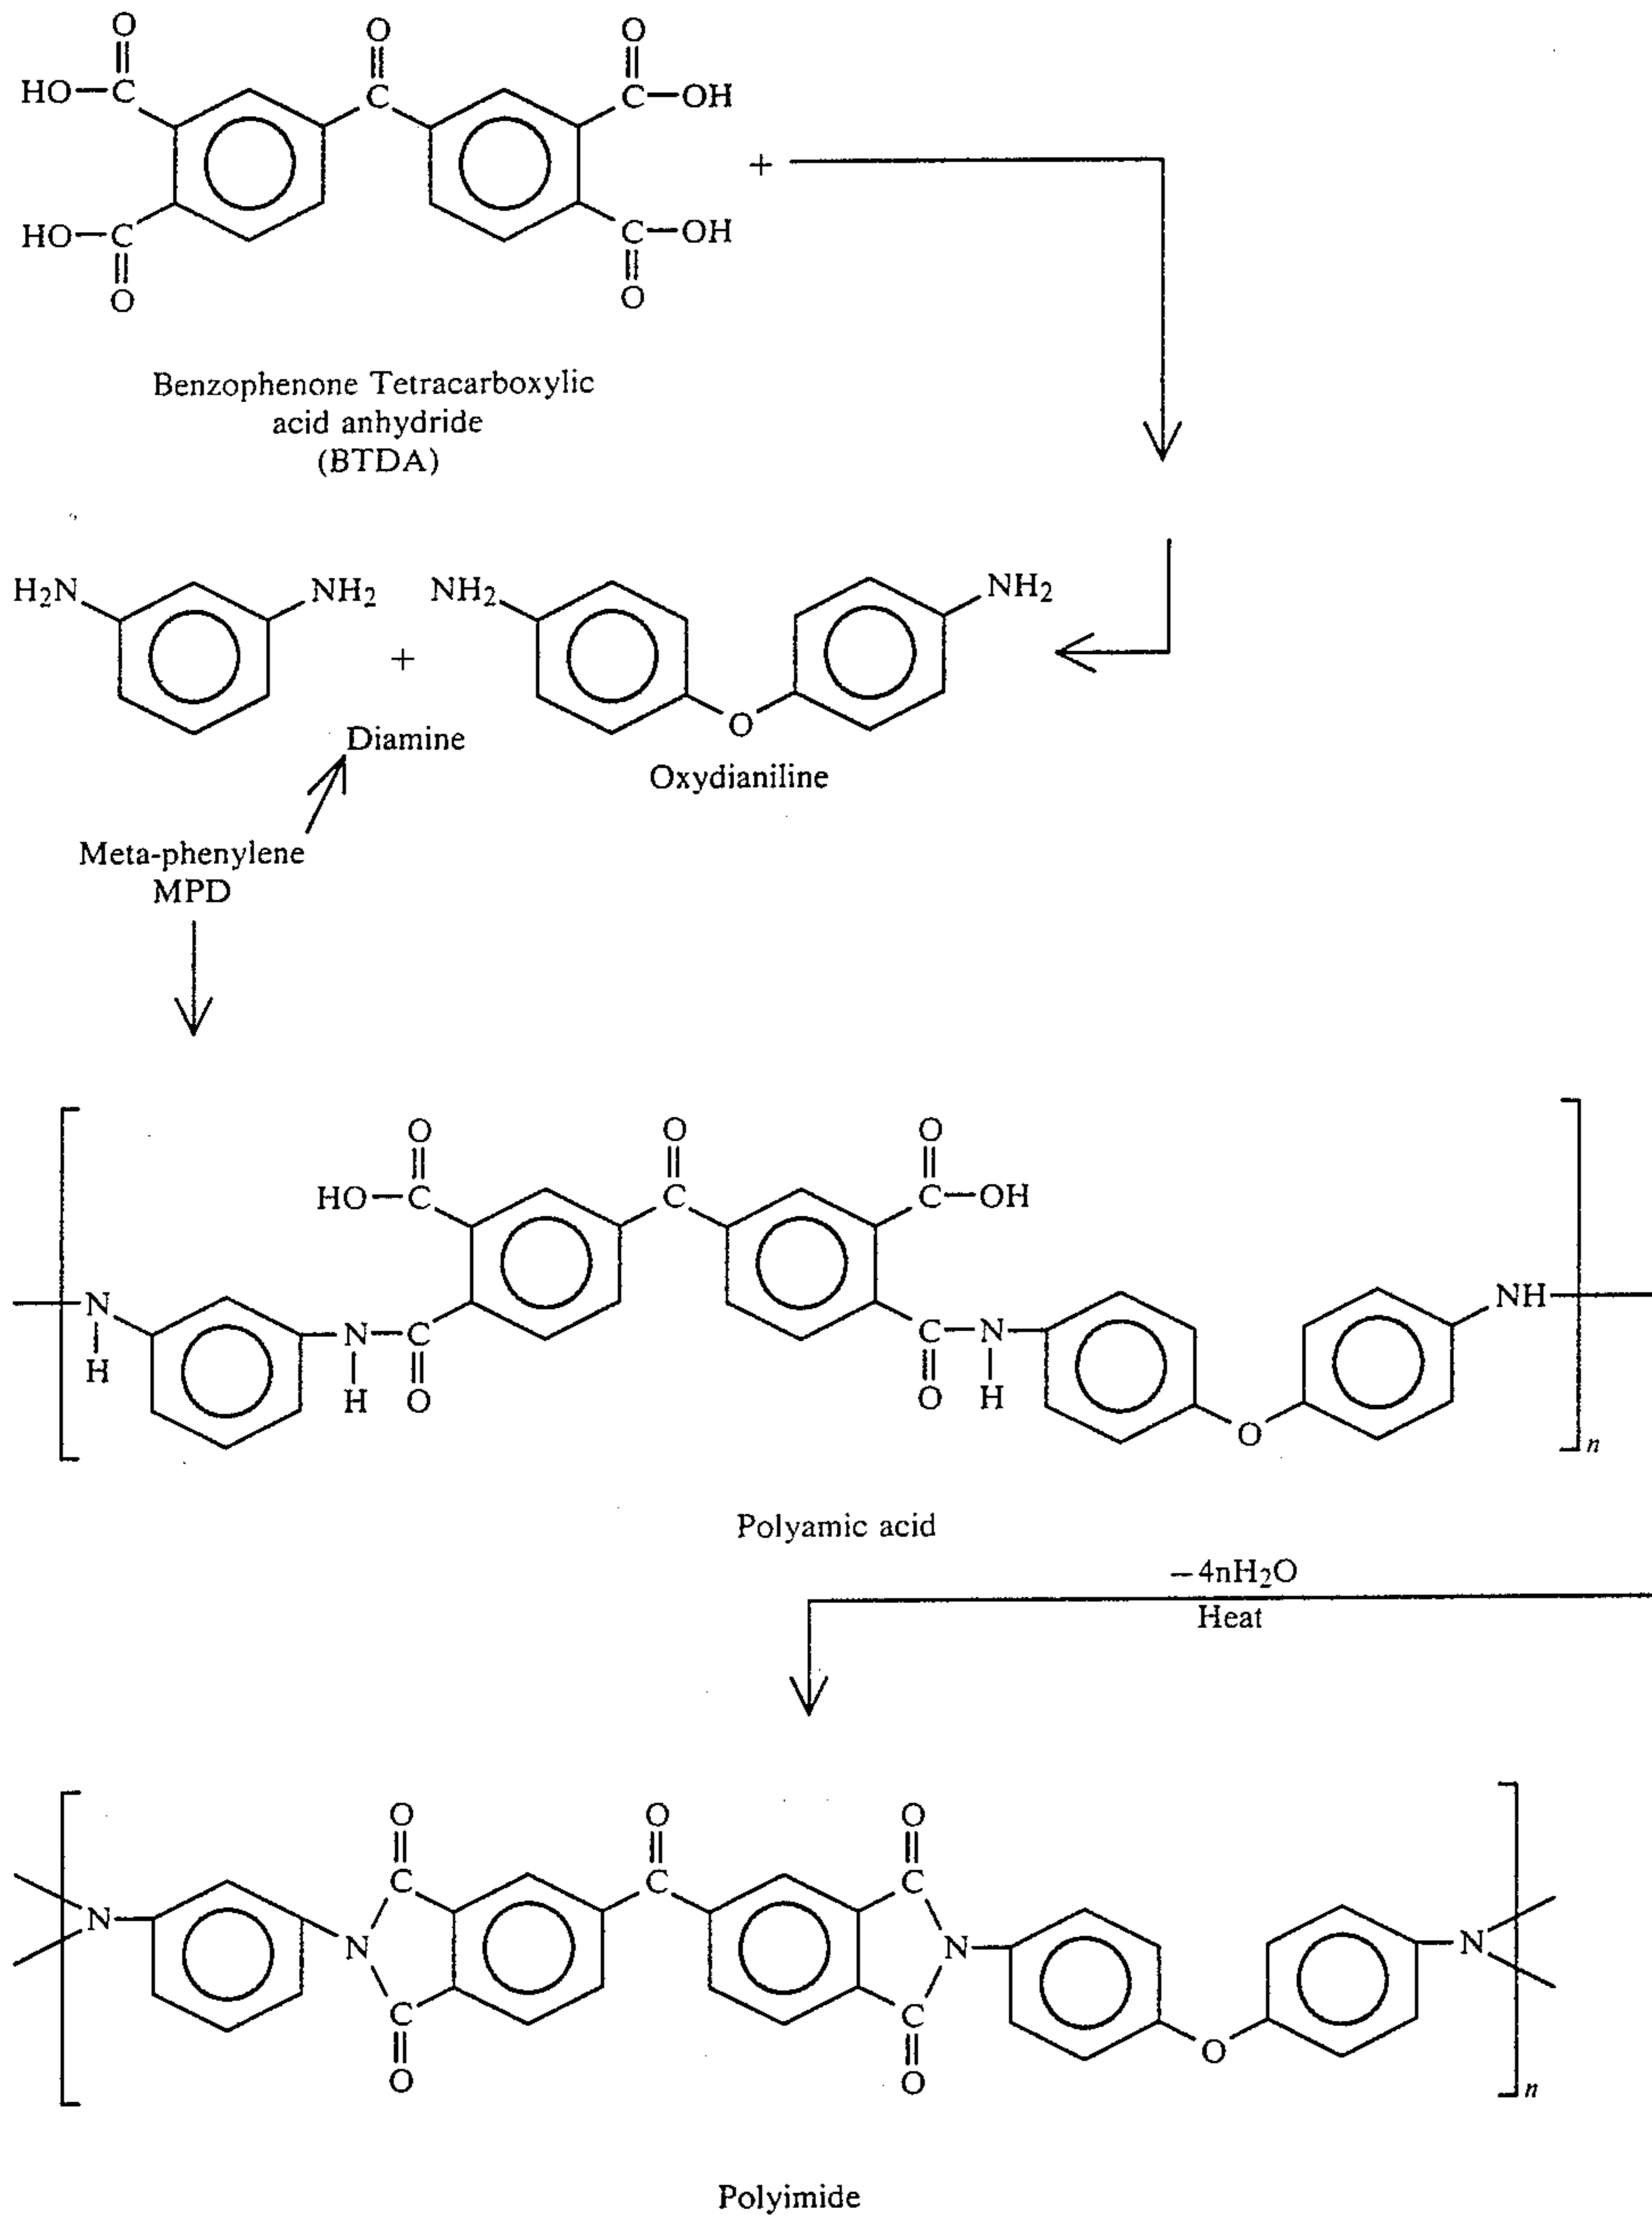 O O O
HO—C C C—OH
+
HO—C C—OH
O O
Benzophenone Tetracarboxylic
acid anhydride
(BTDA)
H₂N NH₂ NH₂ NH₂
+
O
Diamine
Oxydianiline
Meta-phenylene
MPD
O O O
HO—C C C—OH
N NH
H N—C C—N
H O O H
O
n
Polyamic acid
−4nH₂O
Heat
O O O
C C C
N N N N
C C
O
O O
n
Polyimide